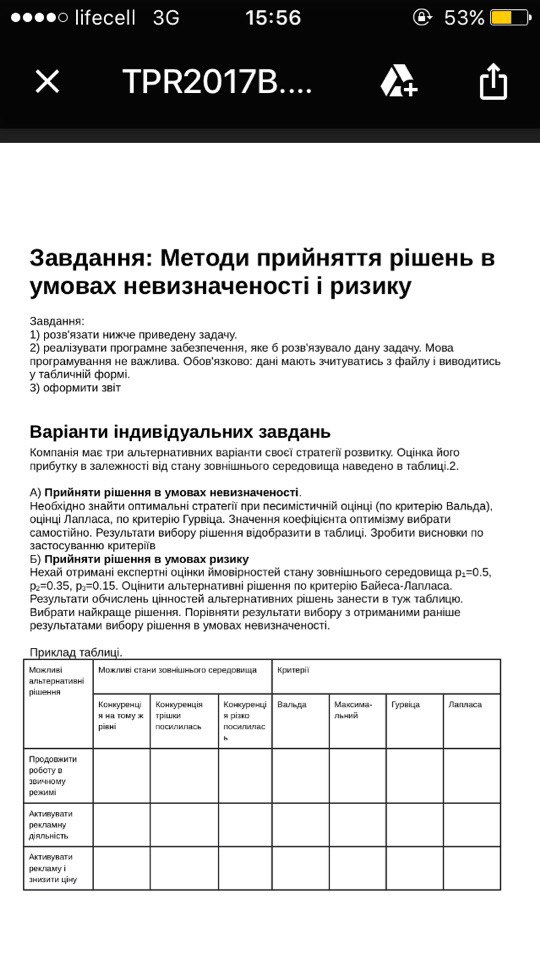 lifecell 3G 15:56 53%
TPR2017B....
Завдання: Методи прийняття рішень в
умовах невизначеності і ризику
Завдання:
1) розв'язати нижче приведену задачу.
2) реалізувати програмне забезпечення, яке б розв'язувало дану задачу. Мова
програмування не важлива. Обов'язково: дані мають зчитуватись з файлу і виводитись
у табличній формі.
3) оформити звіт
Варіанти індивідуальних завдань
Компанія має три альтернативних варіанти своєї стратегії розвитку. Оцінка його
прибутку в залежності від стану зовнішнього середовища наведено в таблиці.2.
А) Прийняти рішення в умовах невизначеності.
Необхідно знайти оптимальні стратегії при песимістичній оцінці (по критерію Вальда),
оцінці Лапласа, по критерію Гурвіца. Значення коефіцієнта оптимізму вибрати
самостійно. Результати вибору рішення відобразити в таблиці. Зробити висновки по
застосуванню критеріїв
Б) Прийняти рішення в умовах ризику
Нехай отримані експертні оцінки ймовірностей стану зовнішнього середовища p₁=0.5,
p₂=0.35, p₃=0.15. Оцінити альтернативні рішення по критерію Байеса-Лапласа.
Результати обчислень цінностей альтернативних рішень занести в туж таблицю.
Вибрати найкраще рішення. Порівняти результати вибору з отриманими раніше
результатами вибору рішення в умовах невизначеності.
Приклад таблиці.
Можливі
альтернативні
рішення
Можливі стани зовнішнього середовища
Критерії
Конкуренці
я на тому ж
рівні
Конкуренція
трішки
посилилась
Конкуренці
я різко
посилилас
ь
Вальда
Максима-
льний
Гурвіца
Лапласа
Продовжити
роботу в
звичному
режимі
Активувати
рекламну
діяльність
Активувати
рекламу і
знизити ціну